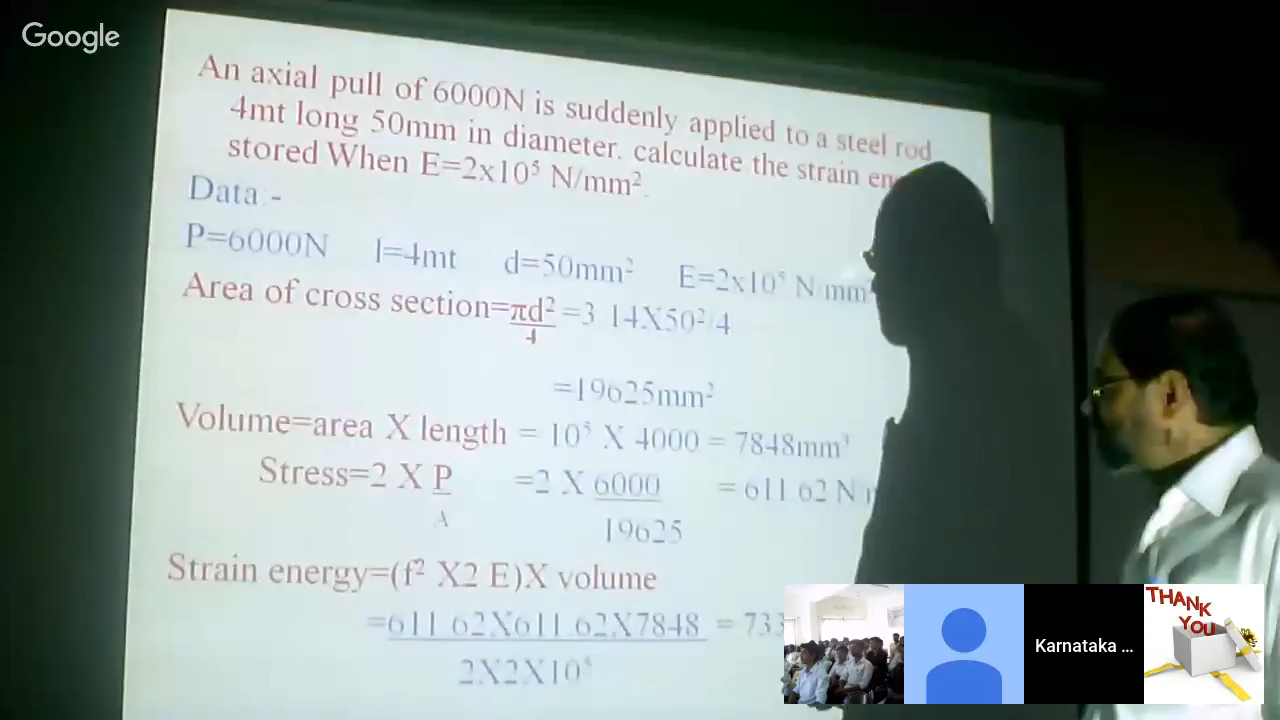 Google
An axial pull of 6000N is suddenly applied to a steel rod
4mt long 50mm in diameter. calculate the strain
stored When E=2x10⁵ N/mm².
Data:-
P=6000N l=4mt d=50mm² E=2x10⁵ N/mm
Area of cross section=πd² =3 14X50²/4
4
=19625mm²
Volume=area X length = 10⁵ X 4000 = 7848mm³
Stress=2 X P =2 X 6000 = 611 62 N
A 19625
Strain energy=(f² X2 E)X volume
=611 62X611 62X7848 = 733
2X2X10⁵
Karnataka ...
THANK
YOU